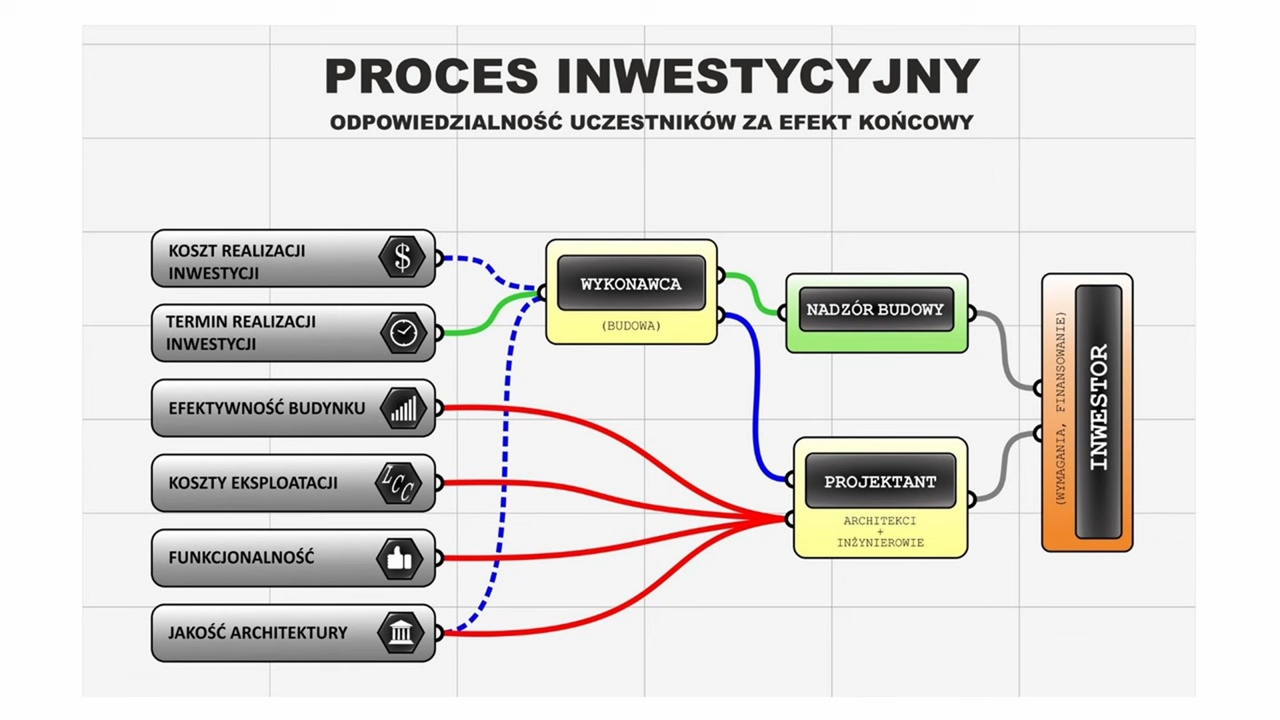 PROCES INWESTYCYJNY
ODPOWIEDZIALNOŚĆ UCZESTNIKÓW ZA EFEKT KOŃCOWY
KOSZT REALIZACJI
INWESTYCJI
$
TERMIN REALIZACJI
INWESTYCJI
EFEKTYWNOŚĆ BUDYNKU
KOSZTY EKSPLOATACJI
LCC
FUNKCJONALNOŚĆ
JAKOŚĆ ARCHITEKTURY
WYKONAWCA
(BUDOWA)
NADZÓR BUDOWY
PROJEKTANT
ARCHITEKCI
+
INŻYNIEROWIE
(WYMAGANIA, FINANSOWANIE)
INWESTOR